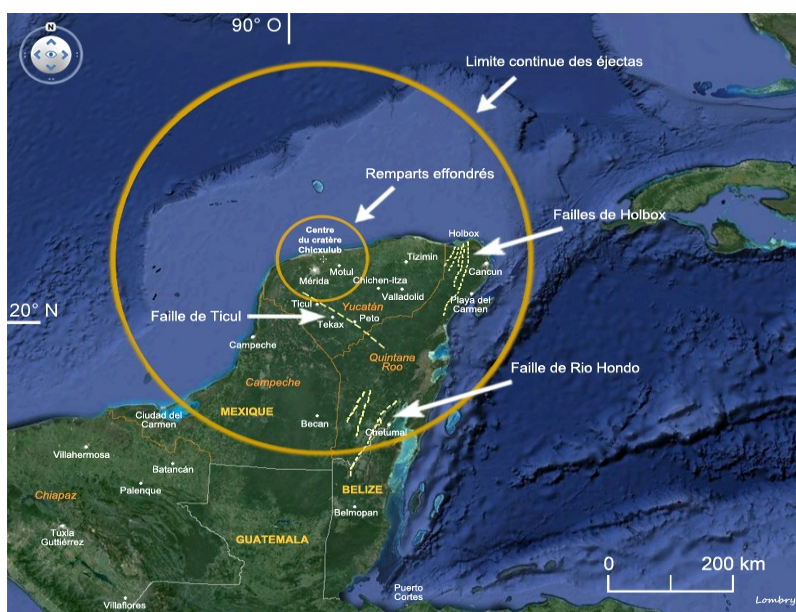 N
90° O
Limite continue des éjectas
Remparts effondrés
Failles de Holbox
Holbox
Centre
du cratère
Chicxulub
Tizimin
Motul
Mérida
Cancun
Chichen-itza
Valladolid
Playa del
Carmen
20° N
Ticul
Yucatán
Faille de Ticul
Tekax
Peto
Campeche
Quintana
Roo
Faille de Rio Hondo
Campeche
Ciudad del
Carmen
MEXIQUE
Becan
Chetumal
Villahermosa
Batancán
Palenque
Chiapaz
BELIZE
Belmopan
Tuxla
Guttiérrez
GUATEMALA
0
200 km
Puerto
Cortes
Villaflores
Lombry